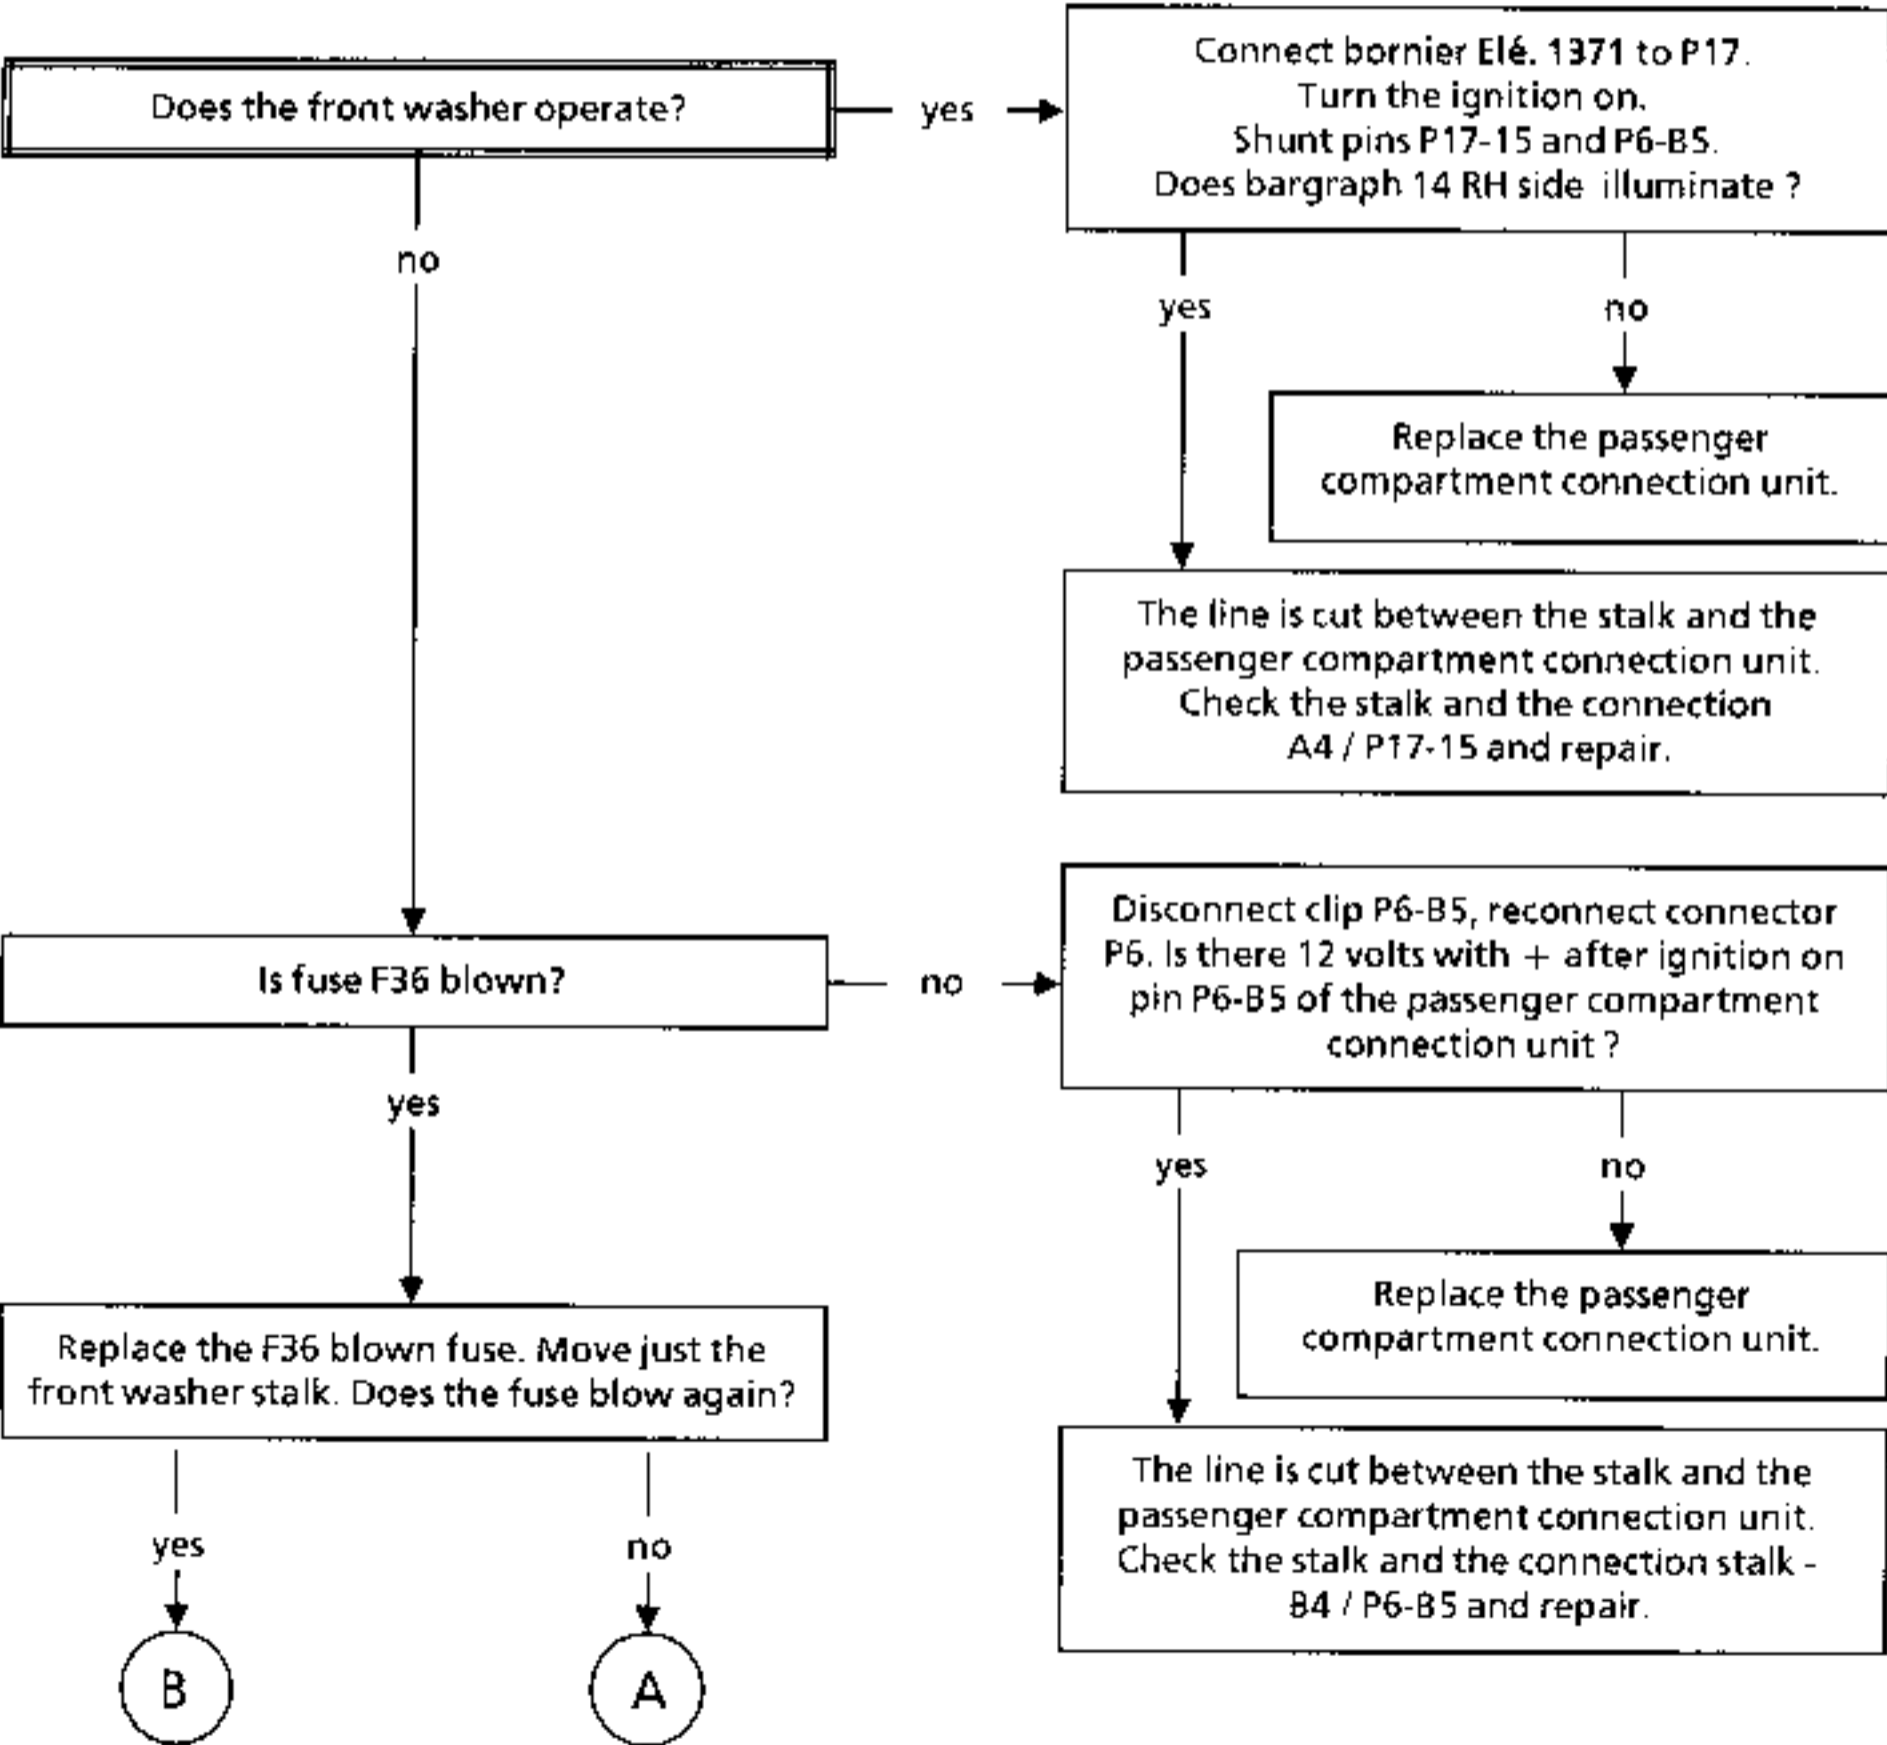 Does the front washer operate?
yes
Connect bornier Elé. 1371 to P17.
Turn the ignition on.
Shunt pins P17-15 and P6-B5.
Does bargraph 14 RH side illuminate ?
no
yes
no
Replace the passenger
compartment connection unit.
The line is cut between the stalk and the
passenger compartment connection unit.
Check the stalk and the connection
A4 / P17-15 and repair.
Is fuse F36 blown?
no
Disconnect clip P6-B5, reconnect connector
P6. Is there 12 volts with + after ignition on
pin P6-B5 of the passenger compartment
connection unit ?
yes
yes
no
Replace the passenger
compartment connection unit.
Replace the F36 blown fuse. Move just the
front washer stalk. Does the fuse blow again?
The line is cut between the stalk and the
passenger compartment connection unit.
Check the stalk and the connection stalk -
B4 / P6-B5 and repair.
yes
no
B
A